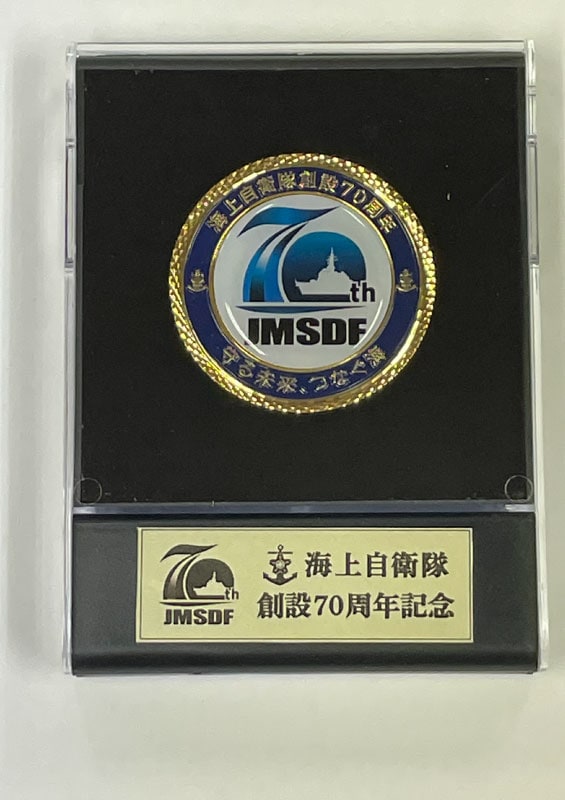 海上自衛隊創設70周年
70th
JMSDF
守る未来、つなぐ海
70th
JMSDF
海上自衛隊
創設70周年記念